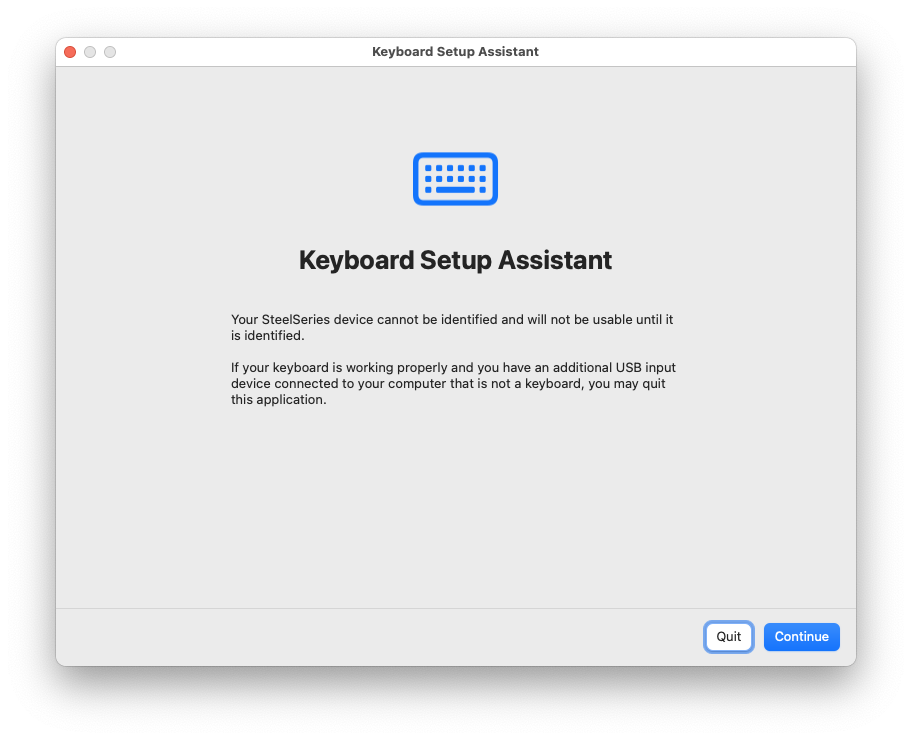 Keyboard Setup Assistant
Keyboard Setup Assistant
Your SteelSeries device cannot be identified and will not be usable until it
is identified.
If your keyboard is working properly and you have an additional USB input
device connected to your computer that is not a keyboard, you may quit
this application.
Quit
Continue